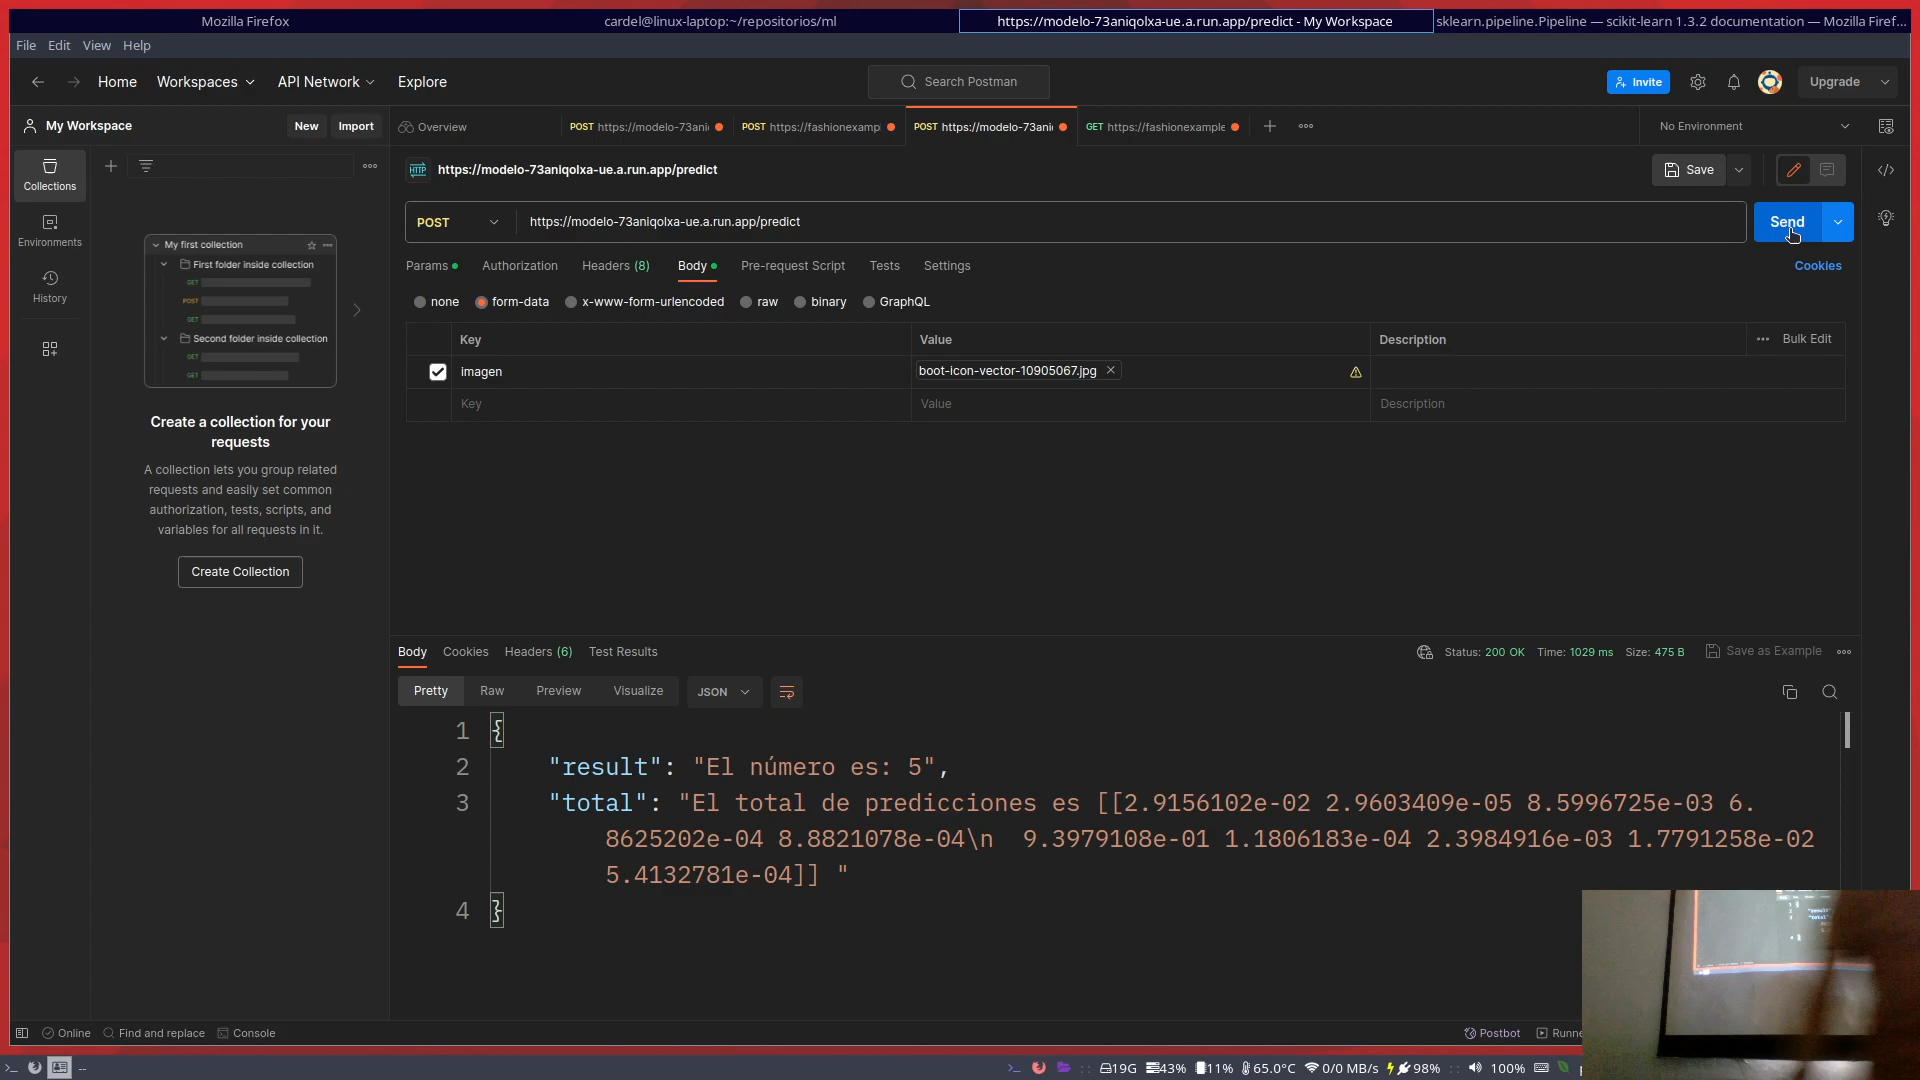 Mozilla Firefox
cardel@linux-laptop:~/repositorios/ml
https://modelo-73aniqolxa-ue.a.run.app/predict - My Workspace
sklearn.pipeline.Pipeline — scikit-learn 1.3.2 documentation — Mozilla Firef...
File Edit View Help
Home Workspaces API Network Explore
Search Postman
Invite
Upgrade
My Workspace
New Import
Overview
POST https://modelo-73ani
POST https://fashionexamp
POST https://modelo-73ani
GET https://fashionexample
No Environment
Collections
Environments
History
HTTP https://modelo-73aniqolxa-ue.a.run.app/predict
Save
POST https://modelo-73aniqolxa-ue.a.run.app/predict
Send
Params Authorization Headers (8) Body Pre-request Script Tests Settings
Cookies
none form-data x-www-form-urlencoded raw binary GraphQL
Key Value Description Bulk Edit
imagen boot-icon-vector-10905067.jpg
Key Value Description
My first collection
First folder inside collection
GET
POST
GET
Second folder inside collection
GET
GET
Create a collection for your
requests
A collection lets you group related
requests and easily set common
authorization, tests, scripts, and
variables for all requests in it.
Create Collection
Body Cookies Headers (6) Test Results
Status: 200 OK Time: 1029 ms Size: 475 B Save as Example
Pretty Raw Preview Visualize JSON
1 {
2 "result": "El número es: 5",
3 "total": "El total de predicciones es [[2.9156102e-02 2.9603409e-05 8.5996725e-03 6.
8625202e-04 8.8821078e-04\n  9.3979108e-01 1.1806183e-04 2.3984916e-03 1.7791258e-02
5.4132781e-04]] "
4 }
Online Find and replace Console
Postbot Runne
19G 43% 11% 65.0°C 0/0 MB/s 98% 100%